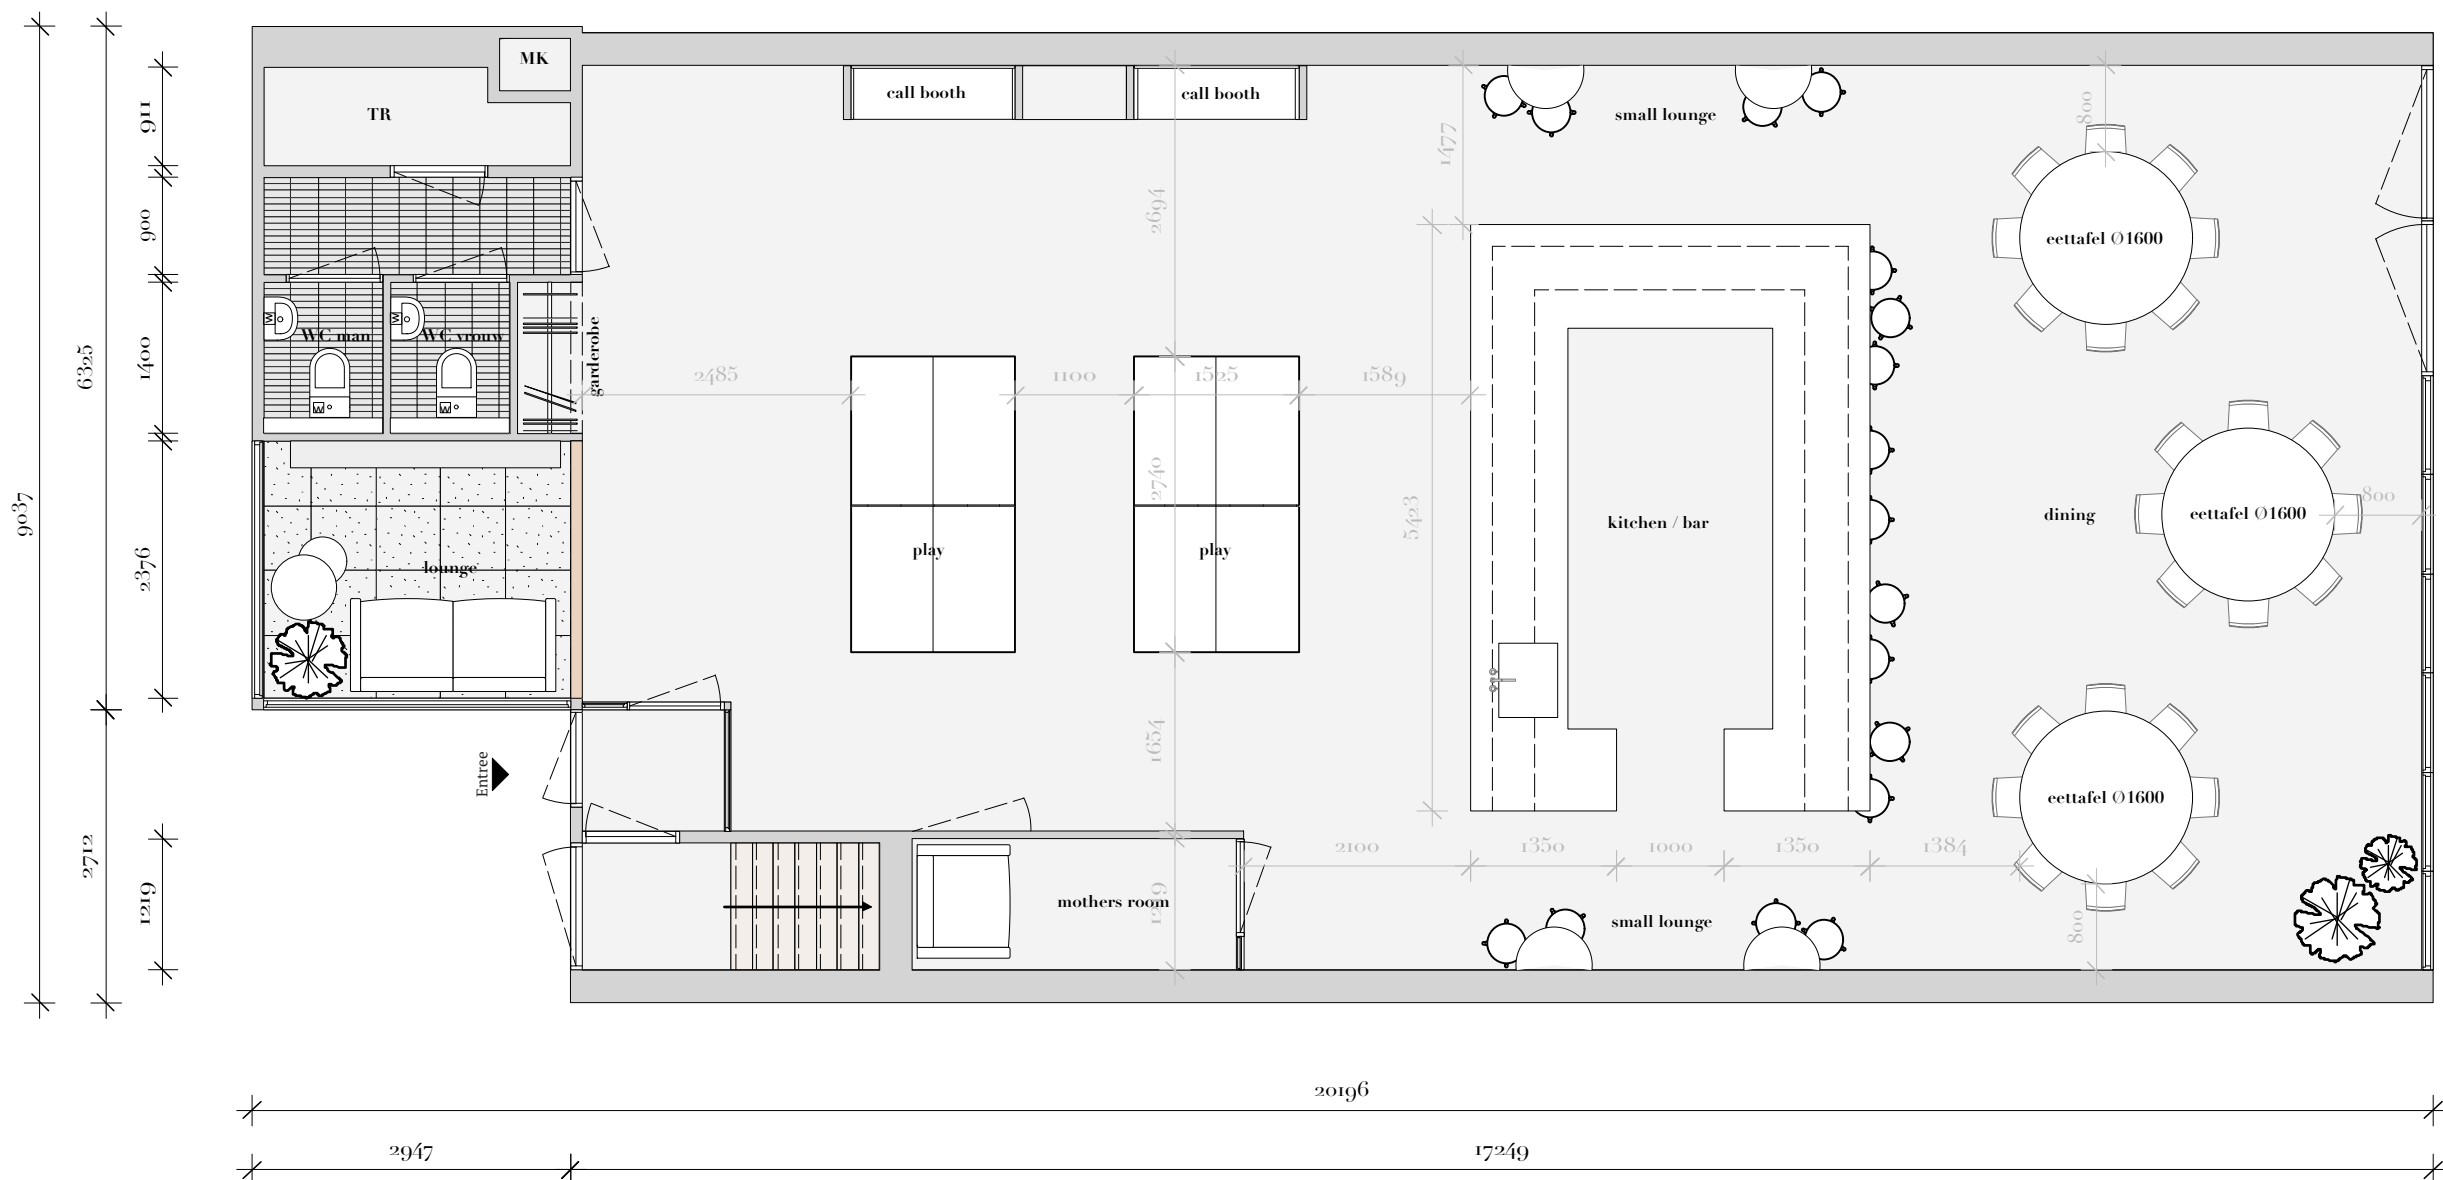 MK
TR
call booth
call booth
small lounge
800
911
1477
2694
900
eettafel Ø1600
WC man
WC vrouw
garderobe
6325
1400
2485
1100
1525
1589
9037
2740
5423
kitchen / bar
dining
eettafel Ø1600
800
2376
lounge
play
play
Entree
1654
eettafel Ø1600
2712
1219
2100
1350
1000
1350
1384
mothers room
1219
small lounge
800
20196
2947
17249